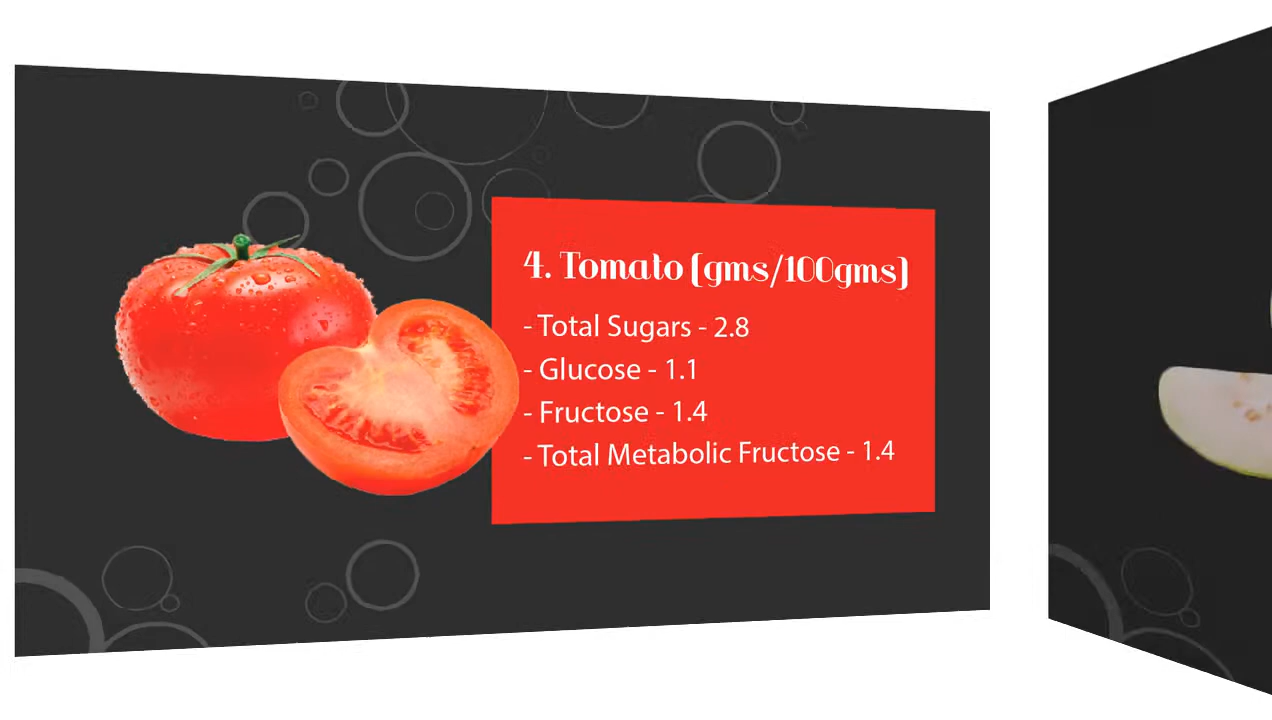 4. Tomato (gms/100gms)
- Total Sugars - 2.8
- Glucose - 1.1
- Fructose - 1.4
- Total Metabolic Fructose - 1.4